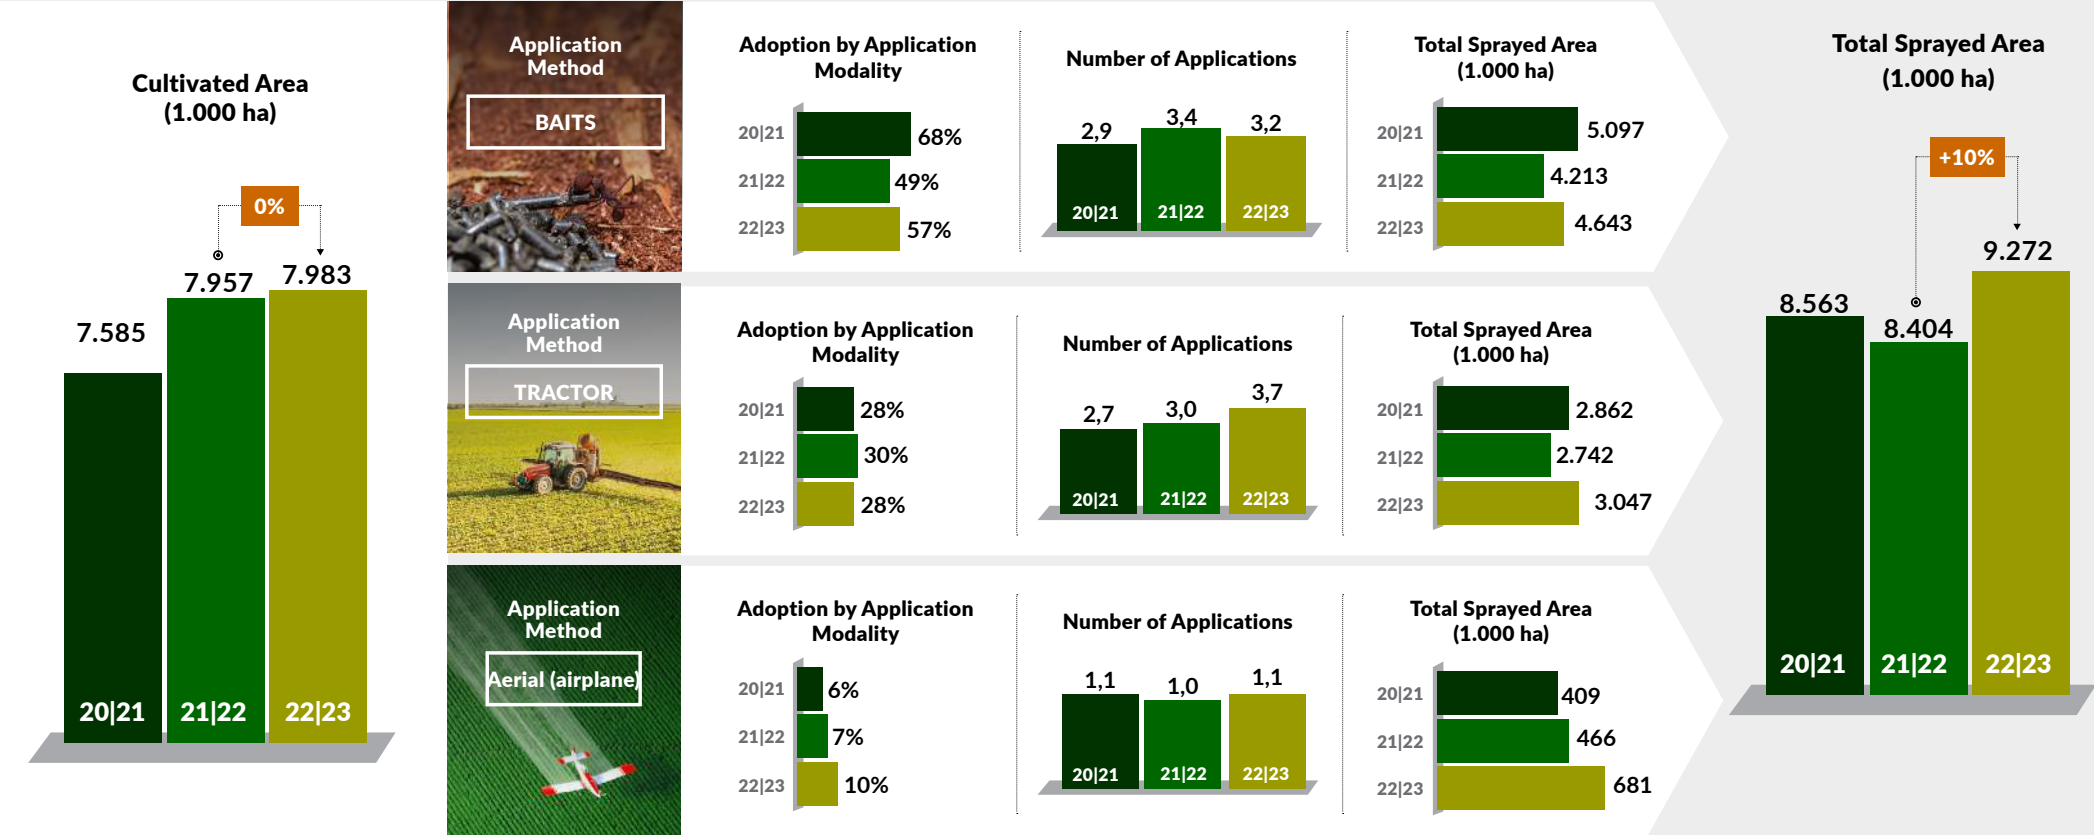 Cultivated Area
(1.000 ha)
0%
7.585
7.957
7.983
20|21
21|22
22|23
Application
Method
BAITS
Adoption by Application
Modality
20|21
68%
21|22
49%
22|23
57%
Number of Applications
2,9
3,4
3,2
20|21
21|22
22|23
Total Sprayed Area
(1.000 ha)
20|21
5.097
21|22
4.213
22|23
4.643
Application
Method
TRACTOR
Adoption by Application
Modality
20|21
28%
21|22
30%
22|23
28%
Number of Applications
2,7
3,0
3,7
20|21
21|22
22|23
Total Sprayed Area
(1.000 ha)
20|21
2.862
21|22
2.742
22|23
3.047
Application
Method
Aerial (airplane)
Adoption by Application
Modality
20|21
6%
21|22
7%
22|23
10%
Number of Applications
1,1
1,0
1,1
20|21
21|22
22|23
Total Sprayed Area
(1.000 ha)
20|21
409
21|22
466
22|23
681
Total Sprayed Area
(1.000 ha)
+10%
8.563
8.404
9.272
20|21
21|22
22|23